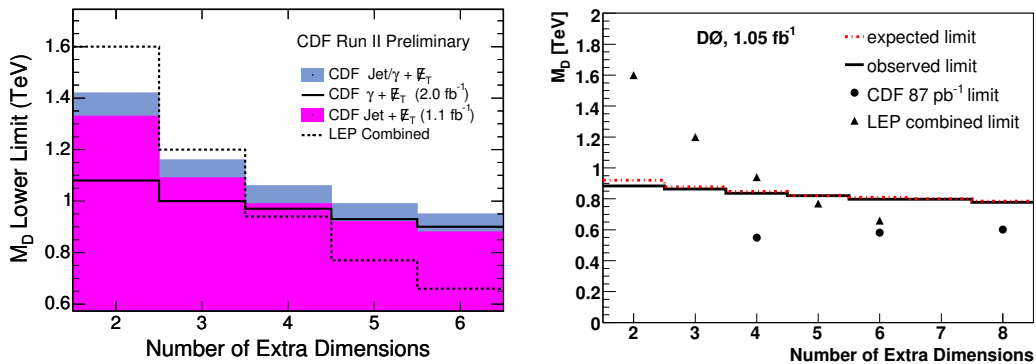 CDF Run II Preliminary
CDF Jet/γ + E̸_T
CDF γ + E̸_T (2.0 fb⁻¹)
CDF Jet + E̸_T (1.1 fb⁻¹)
LEP Combined
M_D Lower Limit (TeV)
1.6
1.4
1.2
1
0.8
0.6
2 3 4 5 6
Number of Extra Dimensions
DØ, 1.05 fb⁻¹
expected limit
observed limit
CDF 87 pb⁻¹ limit
LEP combined limit
M_D [TeV]
2
1.8
1.6
1.4
1.2
1
0.8
0.6
0.4
0.2
0
2 3 4 5 6 7 8
Number of Extra Dimensions